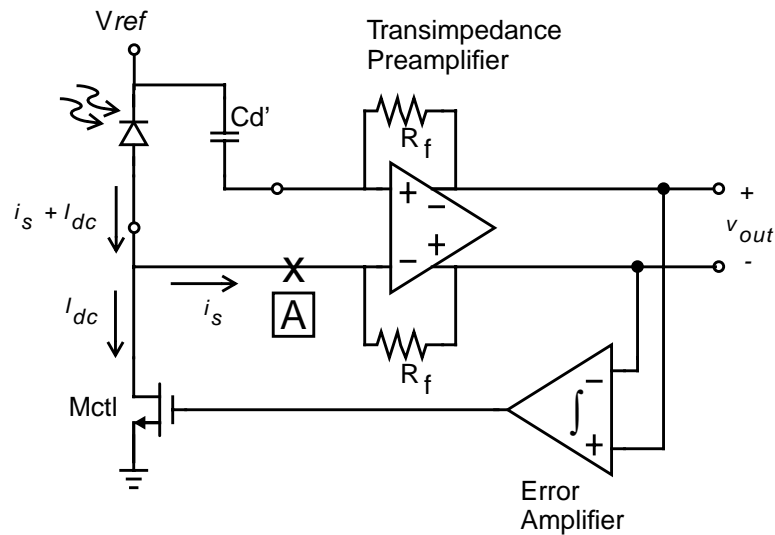 Vref
Transimpedance
Preamplifier
Cd'
Rf
+
−
+
−
+
vout
-
is + Idc
Idc
is
X
A
Rf
Mctl
∫
−
+
Error
Amplifier